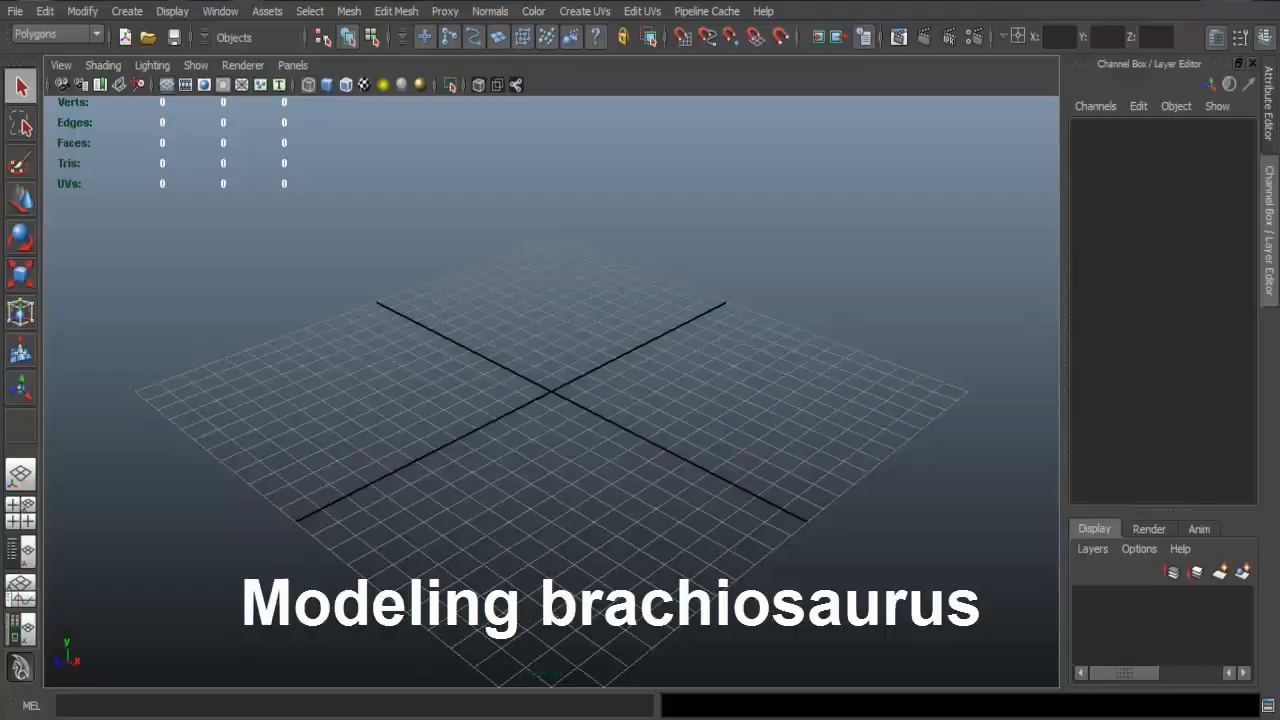 File Edit Modify Create Display Window Assets Select Mesh Edit Mesh Proxy Normals Color Create UVs Edit UVs Pipeline Cache Help
Polygons Objects X: Y: Z:
View Shading Lighting Show Renderer Panels
Channel Box / Layer Editor
Channels Edit Object Show
Attribute Editor
Channel Box / Layer Editor
Verts: 0 0 0
Edges: 0 0 0
Faces: 0 0 0
Tris: 0 0 0
UVs: 0 0 0
Display Render Anim
Layers Options Help
Modeling brachiosaurus
y
x
MEL